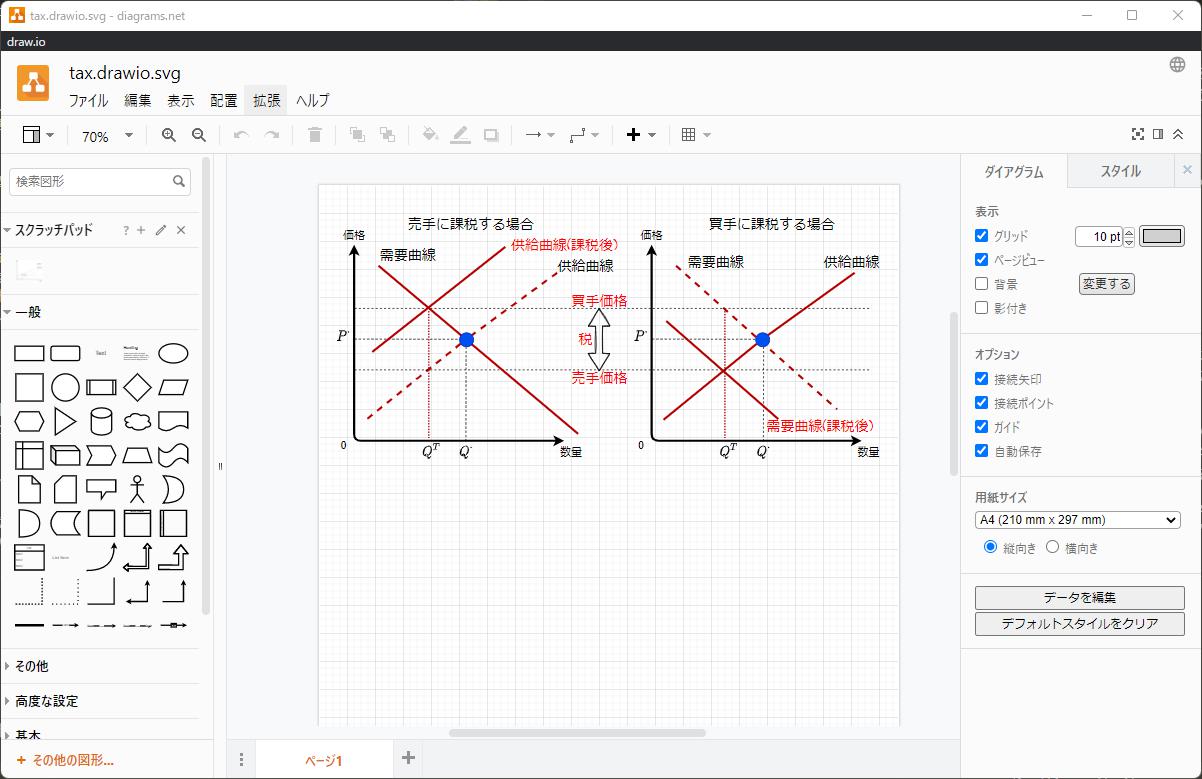 tax.drawio.svg - diagrams.net
draw.io
tax.drawio.svg
ファイル 編集 表示 配置 拡張 ヘルプ
70%
検索図形
スクラッチパッド
?
一般
Text
Heading
その他
高度な設定
基本
+ その他の図形...
売手に課税する場合
価格
需要曲線
供給曲線(課税後)
供給曲線
P*
0
Q^T
Q*
数量
買手価格
税
売手価格
買手に課税する場合
価格
需要曲線
供給曲線
P*
需要曲線(課税後)
0
Q^T
Q*
数量
ページ1
ダイアグラム
スタイル
表示
グリッド
10 pt
ページビュー
背景
変更する
影付き
オプション
接続矢印
接続ポイント
ガイド
自動保存
用紙サイズ
A4 (210 mm x 297 mm)
縦向き
横向き
データを編集
デフォルトスタイルをクリア